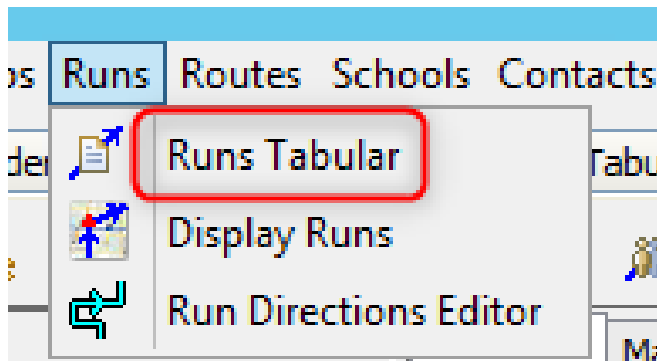 Runs Routes Schools Contacts
Runs Tabular
Display Runs
Run Directions Editor